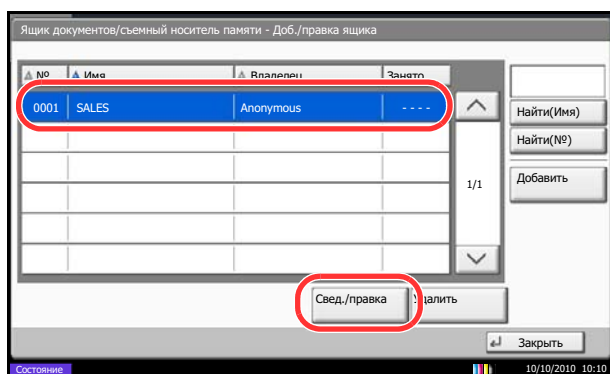 Ящик документов/съемный носитель памяти - Доб./правка ящика
№ Имя Владелец Занято
0001 SALES Anonymous - - - -
Найти(Имя)
Найти(№)
1/1
Добавить
Свед./правка Удалить
Закрыть
Состояние 10/10/2010 10:10